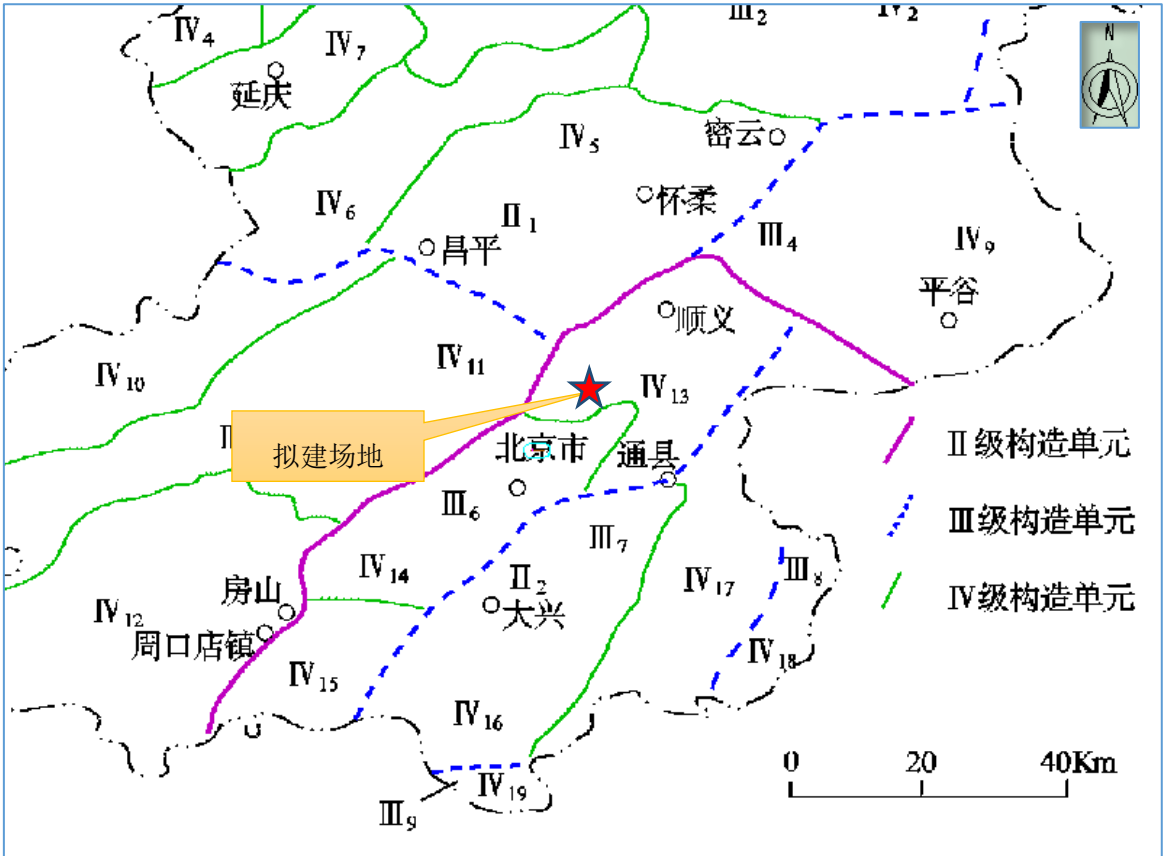 Ⅲ₂
Ⅳ₂
Ⅳ₄
Ⅳ₇
N
延庆
Ⅳ₅
密云
怀柔
Ⅳ₆
Ⅱ₁
Ⅲ₄
Ⅳ₉
昌平
平谷
顺义
Ⅳ₁₁
Ⅳ₁₀
Ⅳ₁₃
拟建场地
北京市
通县
Ⅱ级构造单元
Ⅲ₆
Ⅲ₇
Ⅲ级构造单元
Ⅳ₁₄
Ⅱ₂
Ⅳ₁₇
Ⅲ₈
房山
大兴
Ⅳ级构造单元
Ⅳ₁₂
周口店镇
Ⅳ₁₈
Ⅳ₁₅
Ⅳ₁₆
0 20 40Km
Ⅳ₁₉
Ⅲ₉